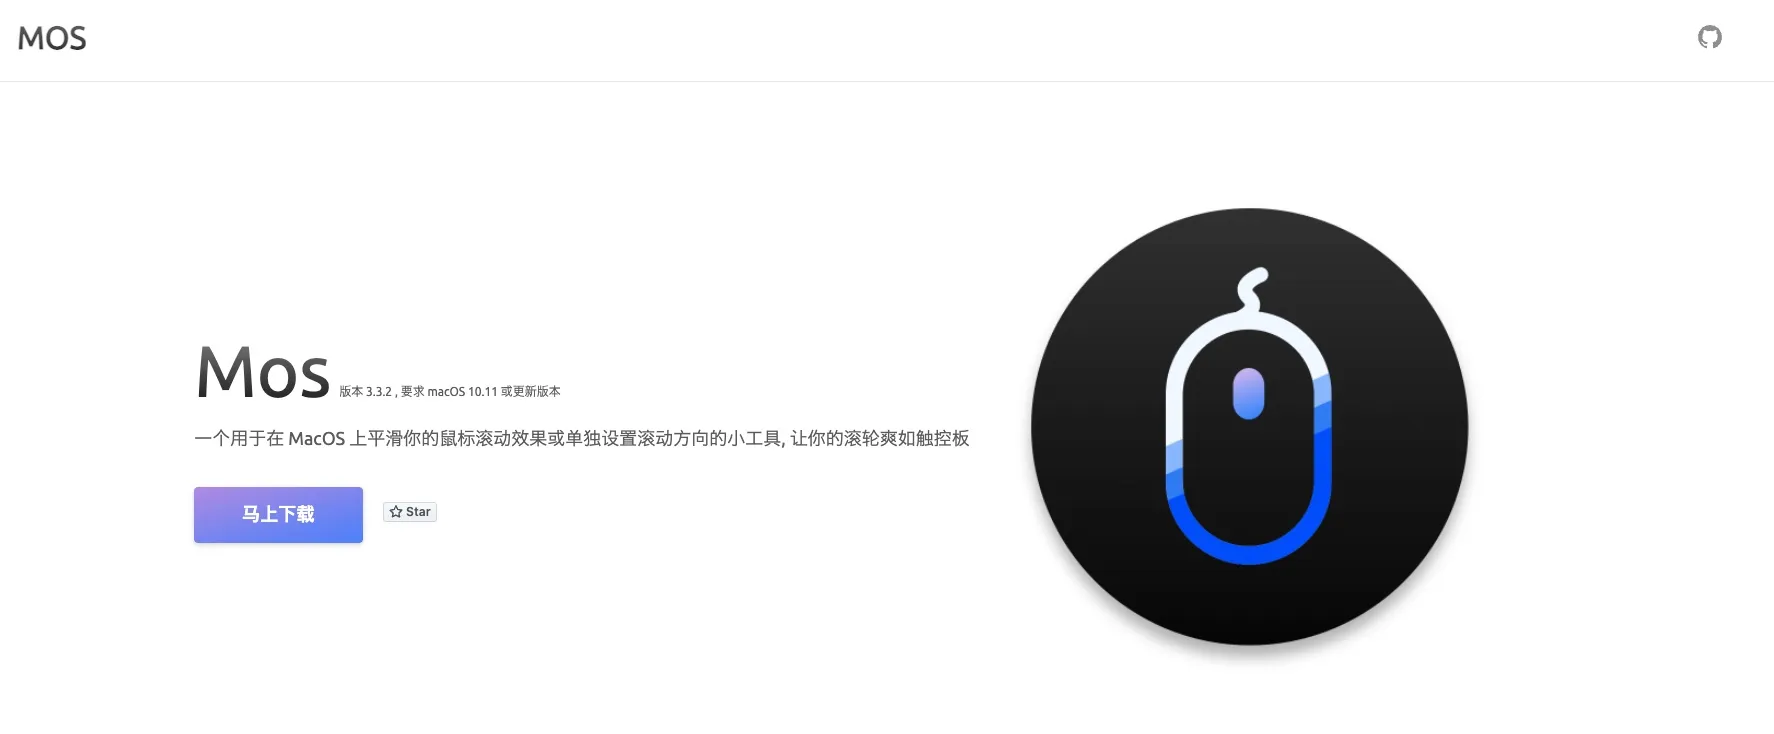 MOS
Mos 版本 3.3.2 , 要求 macOS 10.11 或更新版本
一个用于在 MacOS 上平滑你的鼠标滚动效果或单独设置滚动方向的小工具, 让你的滚轮爽如触控板
马上下载 Star